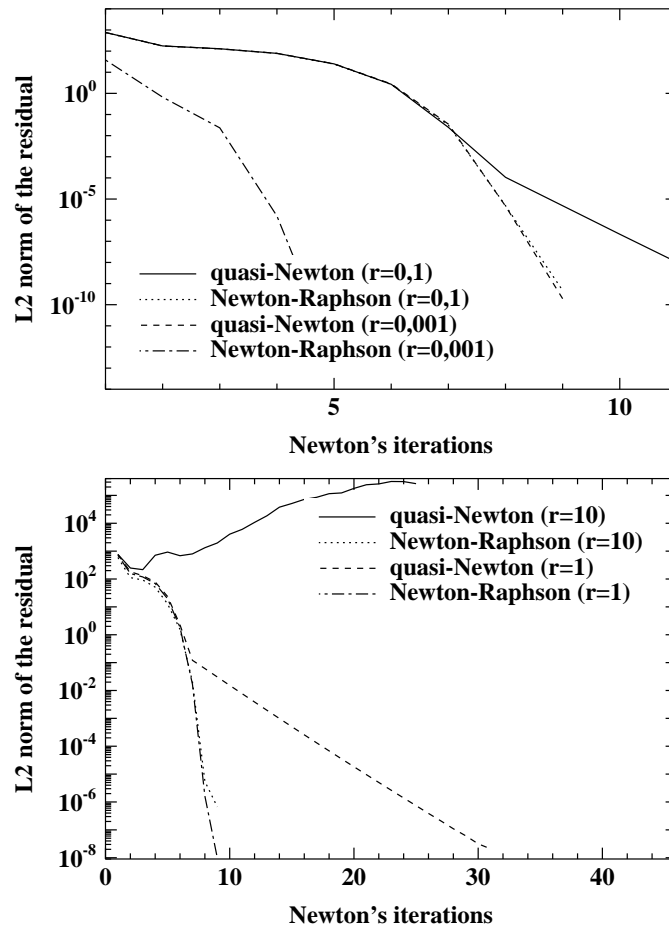 L2 norm of the residual
10^0
10^-5
10^-10
quasi-Newton (r=0,1)
Newton-Raphson (r=0,1)
quasi-Newton (r=0,001)
Newton-Raphson (r=0,001)
5 10
Newton's iterations
L2 norm of the residual
10^4
10^2
10^0
10^-2
10^-4
10^-6
10^-8
quasi-Newton (r=10)
Newton-Raphson (r=10)
quasi-Newton (r=1)
Newton-Raphson (r=1)
0 10 20 30 40
Newton's iterations